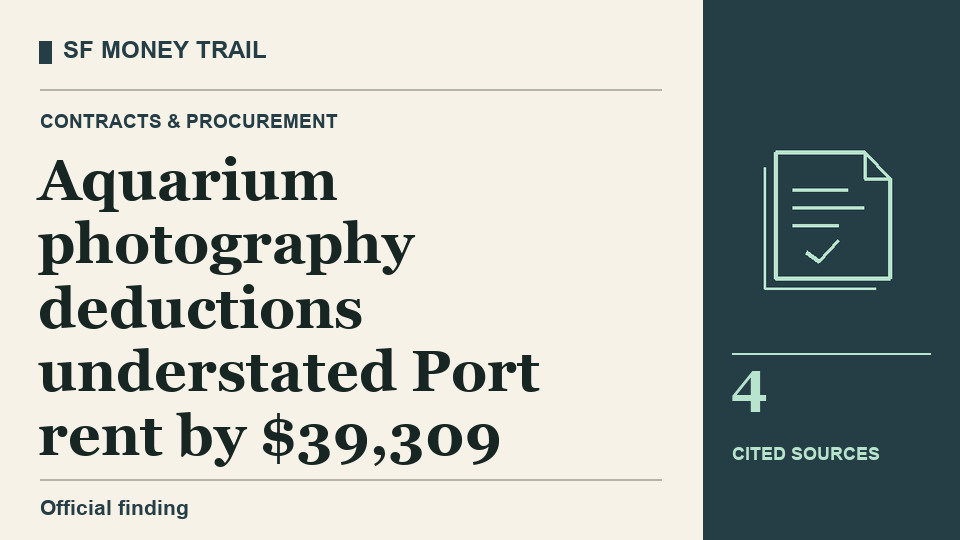 SF MONEY TRAIL
CONTRACTS & PROCUREMENT
Aquarium
photography
deductions
understated Port
rent by $39,309
Official finding
4
CITED SOURCES